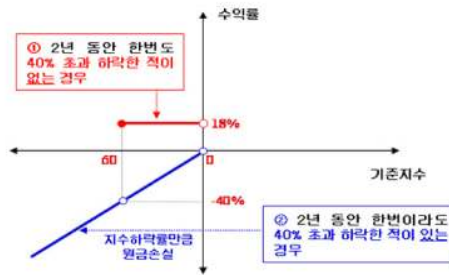 수익률
① 2년 동안 한번도
40% 초과 하락한 적이
없는 경우
18%
60
0
기준지수
-40%
지수하락률만큼
원금손실
② 2년 동안 한번이라도
40% 초과 하락한 적이 있는
경우